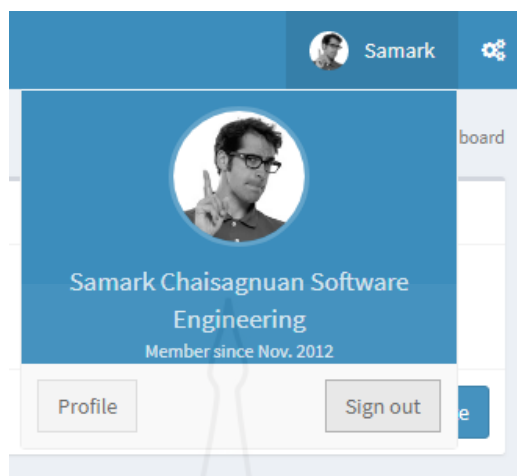 Samark
board
Samark Chaisagnuan Software
Engineering
Member since Nov. 2012
Profile
Sign out
e